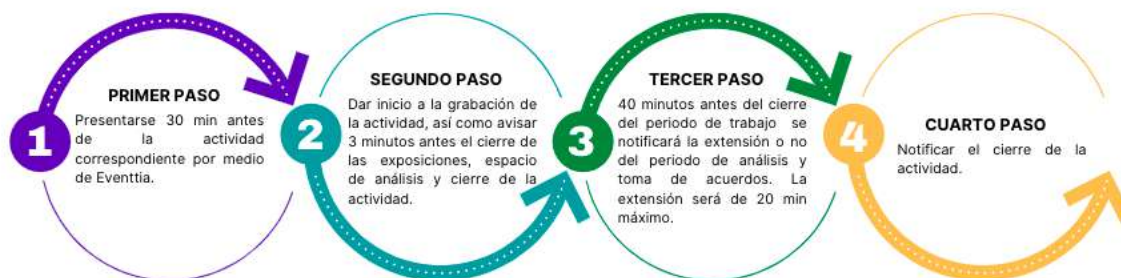 1
PRIMER PASO
Presentarse 30 min antes
de la actividad
correspondiente por medio
de Eventtia.
2
SEGUNDO PASO
Dar inicio a la grabación de
la actividad, así como avisar
3 minutos antes el cierre de
las exposiciones, espacio
de análisis y cierre de la
actividad.
3
TERCER PASO
40 minutos antes del cierre
del periodo de trabajo se
notificará la extensión o no
del periodo de análisis y
toma de acuerdos. La
extensión será de 20 min
máximo.
4
CUARTO PASO
Notificar el cierre de la
actividad.